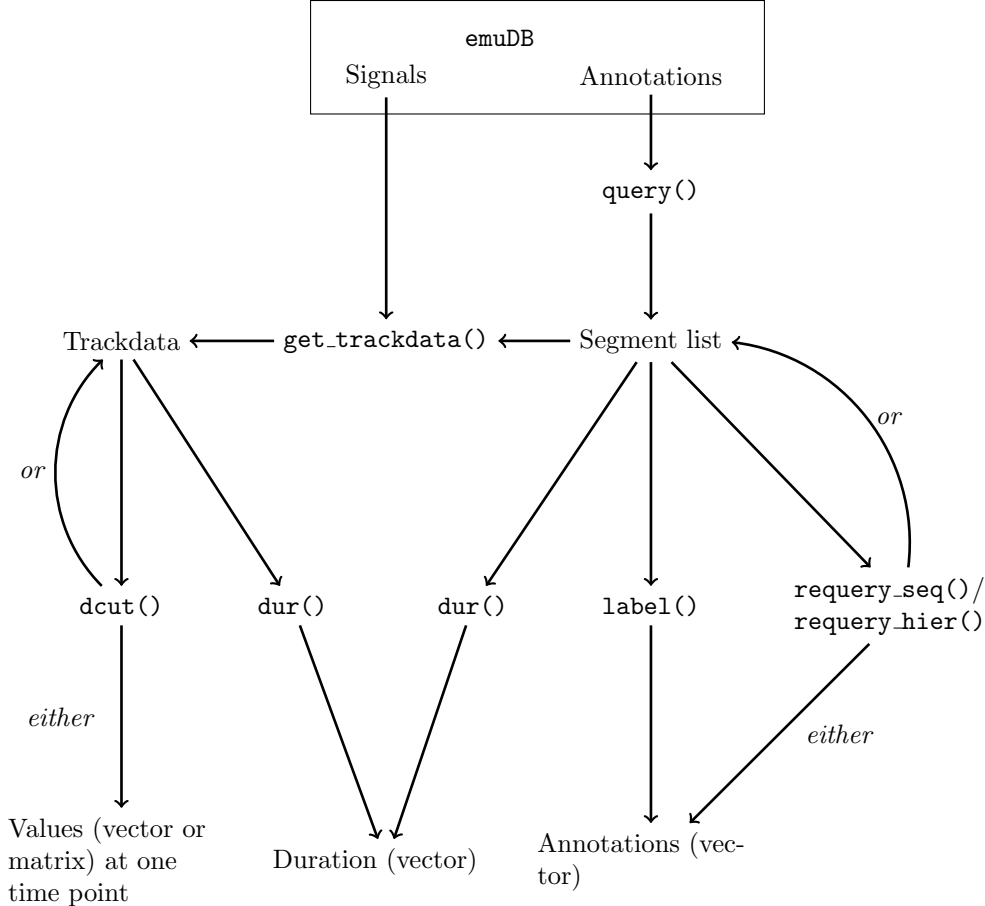 emuDB
Signals
Annotations
query()
Trackdata
get_trackdata()
Segment list
or
or
dcut()
dur()
dur()
label()
requery_seq()/
requery_hier()
either
either
Values (vector or
matrix) at one
time point
Duration (vector)
Annotations (vec-
tor)